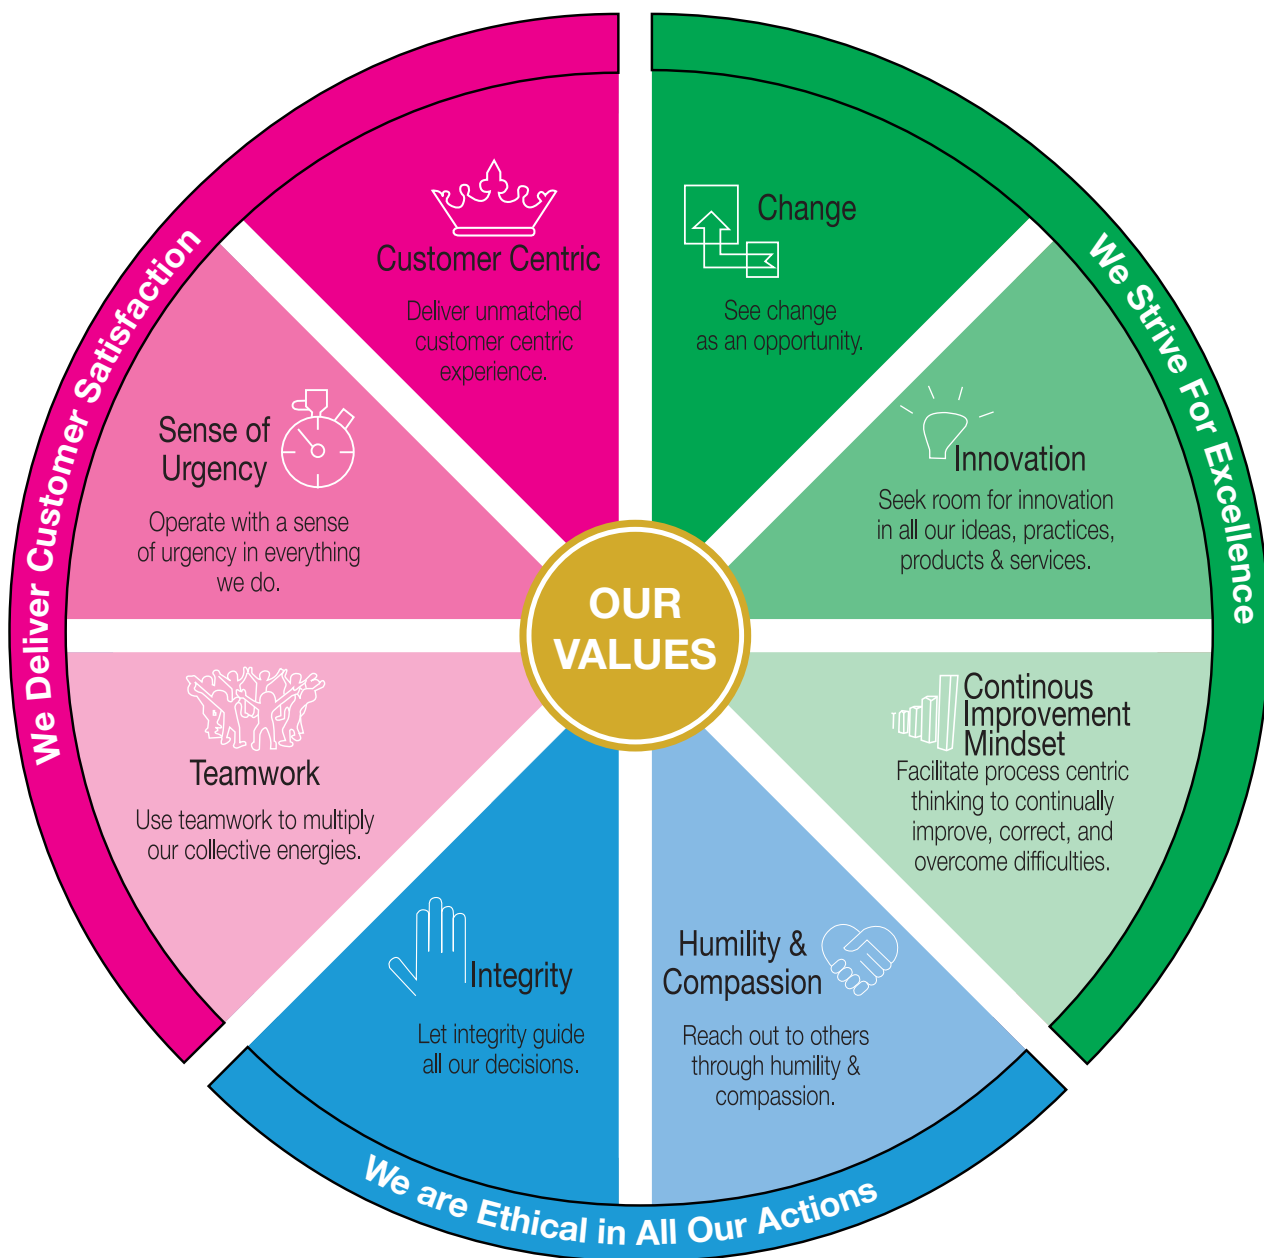 OUR
VALUES
We Deliver Customer Satisfaction
Customer Centric
Deliver unmatched
customer centric
experience.
Sense of
Urgency
Operate with a sense
of urgency in everything
we do.
Teamwork
Use teamwork to multiply
our collective energies.
We Strive For Excellence
Change
See change
as an opportunity.
Innovation
Seek room for innovation
in all our ideas, practices,
products & services.
Continous
Improvement
Mindset
Facilitate process centric
thinking to continually
improve, correct, and
overcome difficulties.
We are Ethical in All Our Actions
Integrity
Let integrity guide
all our decisions.
Humility &
Compassion
Reach out to others
through humility &
compassion.